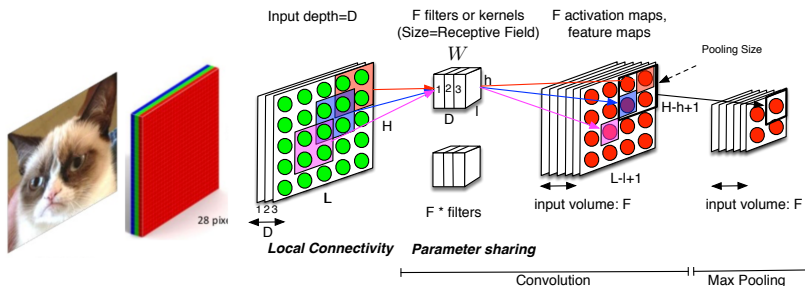 Input depth=D
F filters or kernels
(Size=Receptive Field)
F activation maps,
feature maps
W
Pooling Size
h
1 2 3
D
l
H
H-h+1
L
L-l+1
28 pixe
1 2 3
D
F * filters
input volume: F
input volume: F
Local Connectivity
Parameter sharing
Convolution
Max Pooling